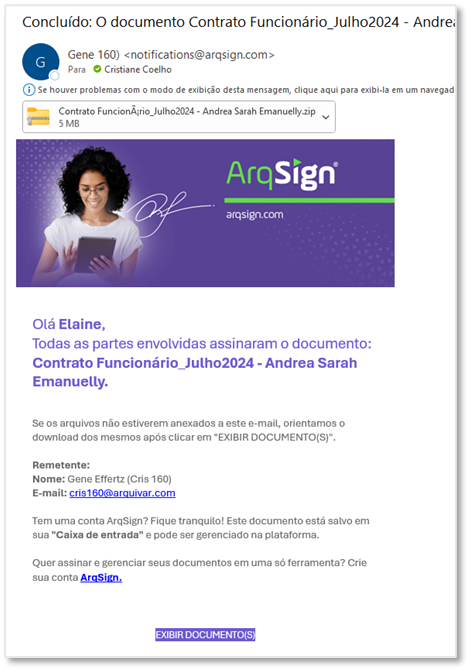 Concluído: O documento Contrato Funcionário_Julho2024 - Andrea
G
Gene 160) <notifications@arqsign.com>
Para Cristiane Coelho
Se houver problemas com o modo de exibição desta mensagem, clique aqui para exibi-la em um navegad
Contrato FuncionÃ¡rio_Julho2024 - Andrea Sarah Emanuelly.zip
5 MB
ArqSign®
arqsign.com
Olá Elaine,
Todas as partes envolvidas assinaram o documento:
Contrato Funcionário_Julho2024 - Andrea Sarah
Emanuelly.
Se os arquivos não estiverem anexados a este e-mail, orientamos o
download dos mesmos após clicar em "EXIBIR DOCUMENTO(S)".
Remetente:
Nome: Gene Effertz (Cris 160)
E-mail: cris160@arquivar.com
Tem uma conta ArqSign? Fique tranquilo! Este documento está salvo em
sua "Caixa de entrada" e pode ser gerenciado na plataforma.
Quer assinar e gerenciar seus documentos em uma só ferramenta? Crie
sua conta ArqSign.
EXIBIR DOCUMENTO(S)